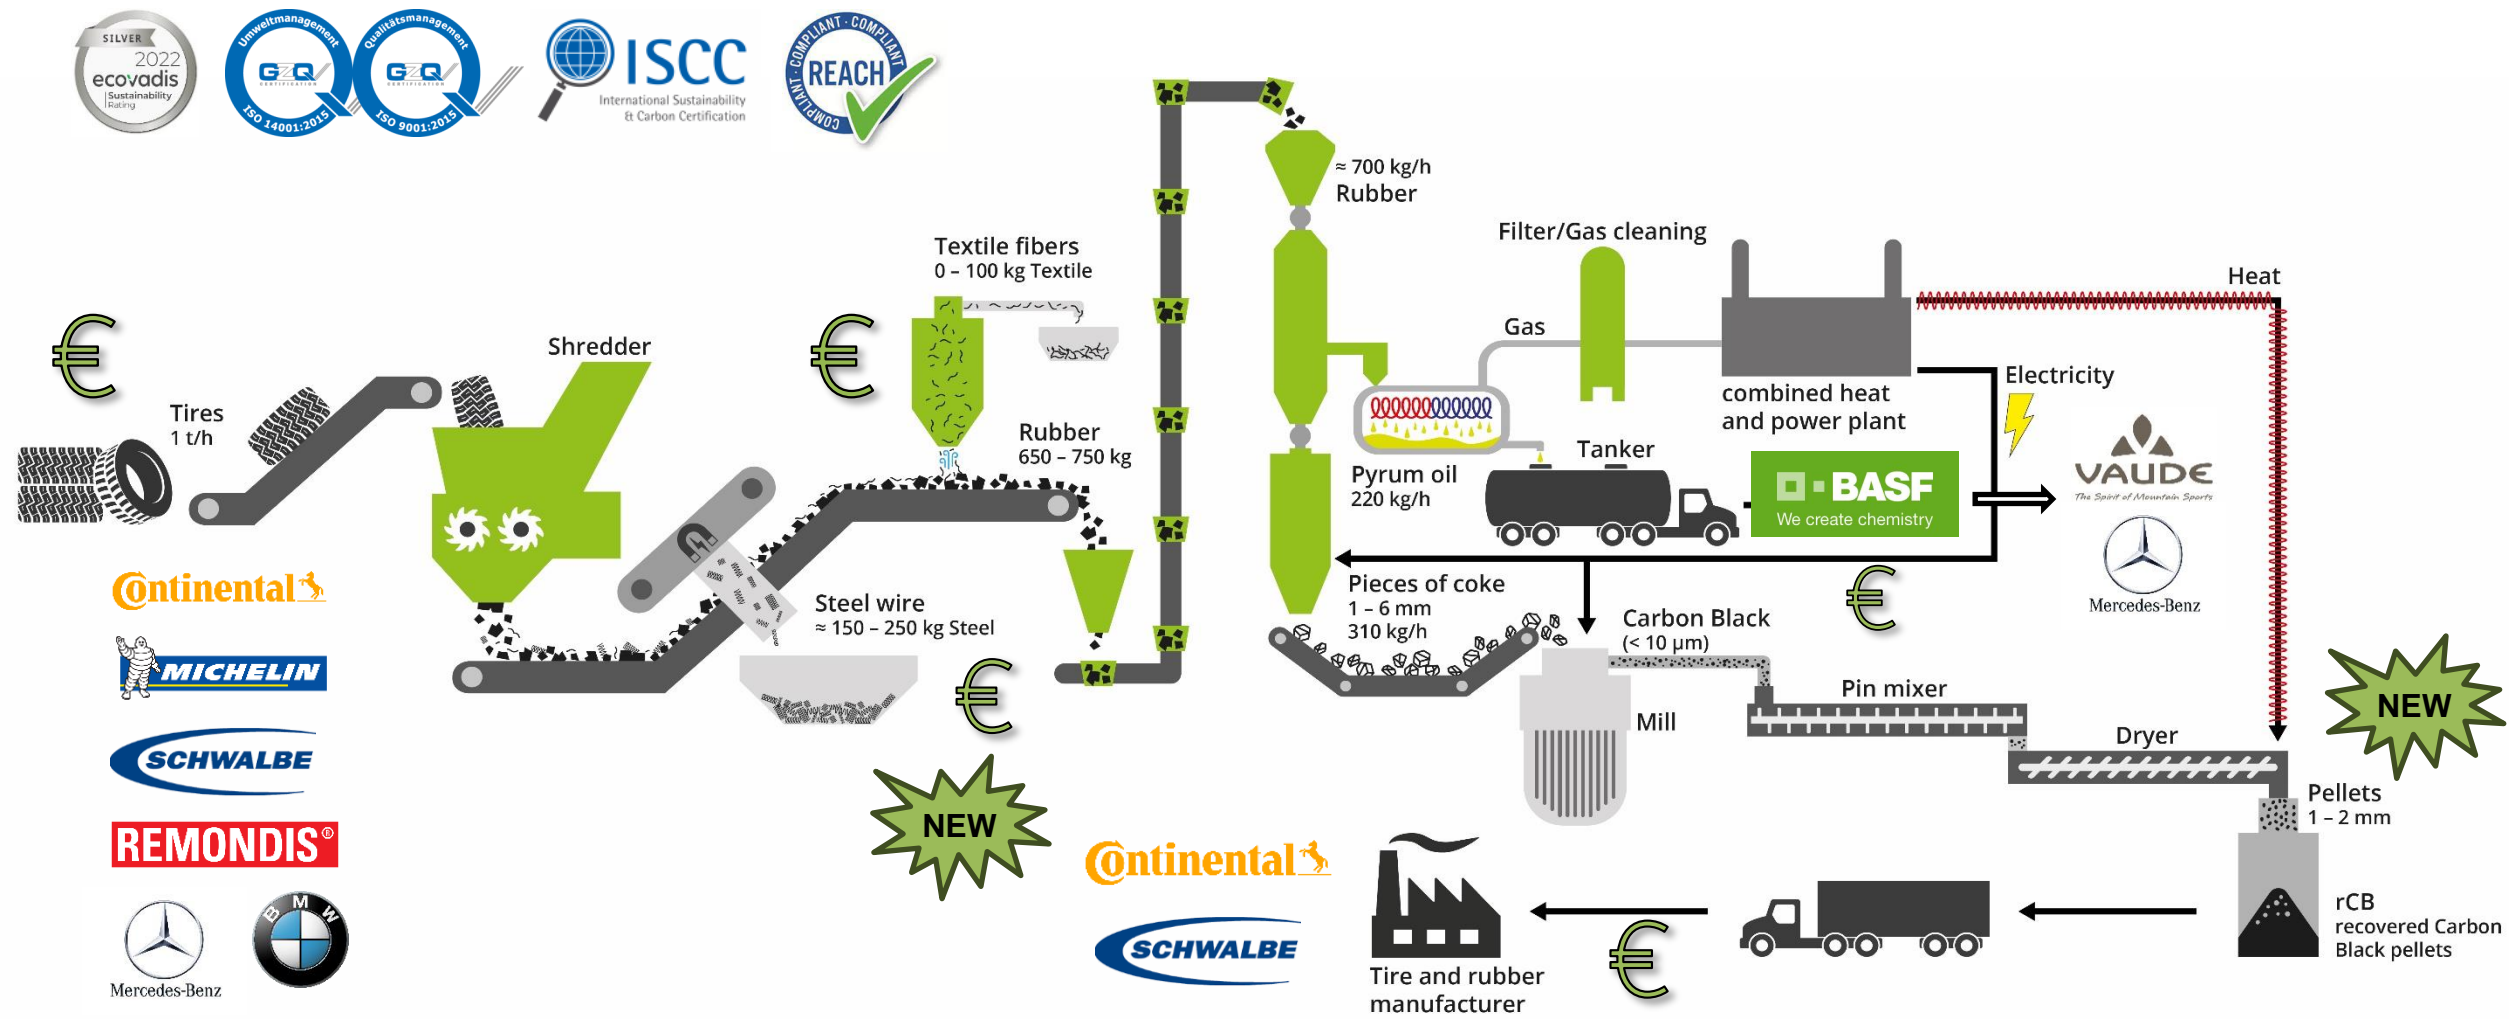 SILVER
2022
ecovadis
Sustainability
Rating
Umweltmanagement
GZQ
CERTIFICATION
ISO 14001:2015
Qualitätsmanagement
GZQ
CERTIFICATION
ISO 9001:2015
ISCC
International Sustainability
& Carbon Certification
COMPLIANT · COMPLIANT · COMPLIANT
REACH
≈ 700 kg/h
Rubber
Textile fibers
0 – 100 kg Textile
Filter/Gas cleaning
Heat
Gas
€
€
Shredder
Tires
1 t/h
Rubber
650 – 750 kg
combined heat
and power plant
Electricity
Pyrum oil
220 kg/h
Tanker
BASF
We create chemistry
VAUDE
The Spirit of Mountain Sports
Mercedes-Benz
Continental
MICHELIN
SCHWALBE
REMONDIS®
Mercedes-Benz
BMW
Steel wire
≈ 150 – 250 kg Steel
€
NEW
Pieces of coke
1 – 6 mm
310 kg/h
€
Carbon Black
(< 10 µm)
Mill
Pin mixer
Dryer
NEW
Pellets
1 – 2 mm
rCB
recovered Carbon
Black pellets
€
Continental
SCHWALBE
Tire and rubber
manufacturer